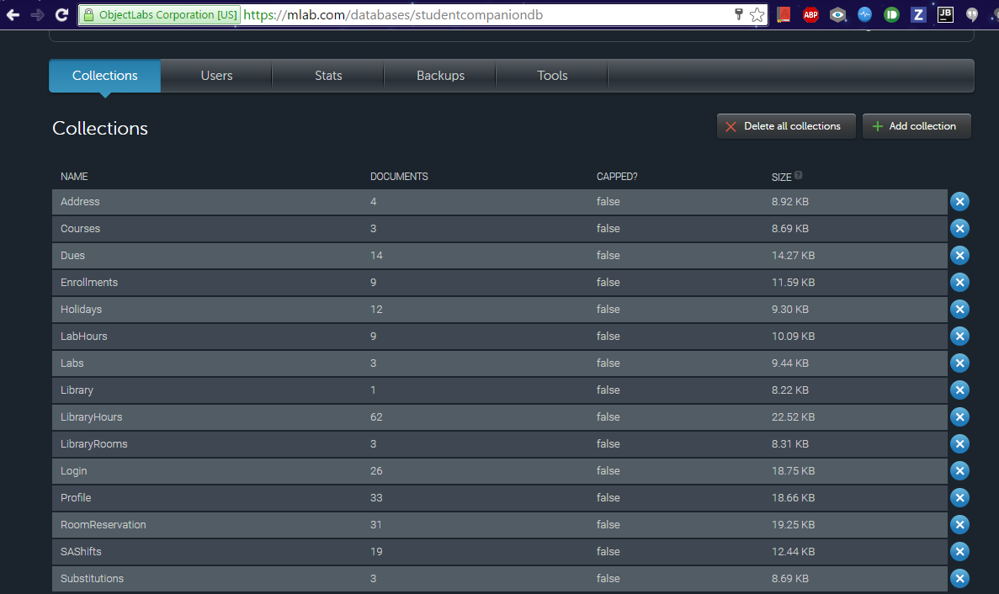 ObjectLabs Corporation [US] https://mlab.com/databases/studentcompaniondb ABP Z JB
Collections Users Stats Backups Tools
Collections Delete all collections Add collection
NAME DOCUMENTS CAPPED? SIZE ?
Address 4 false 8.92 KB
Courses 3 false 8.69 KB
Dues 14 false 14.27 KB
Enrollments 9 false 11.59 KB
Holidays 12 false 9.30 KB
LabHours 9 false 10.09 KB
Labs 3 false 9.44 KB
Library 1 false 8.22 KB
LibraryHours 62 false 22.52 KB
LibraryRooms 3 false 8.31 KB
Login 26 false 18.75 KB
Profile 33 false 18.66 KB
RoomReservation 31 false 19.25 KB
SAShifts 19 false 12.44 KB
Substitutions 3 false 8.69 KB